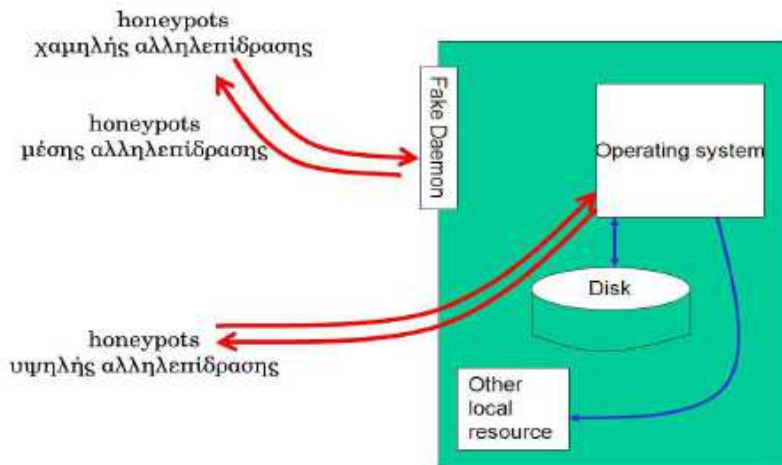 honeypots
χαμηλής αλληλεπίδρασης
honeypots
μέσης αλληλεπίδρασης
Fake Daemon
Operating system
Disk
honeypots
υψηλής αλληλεπίδρασης
Other
local
resource